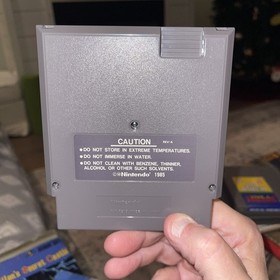 CAUTION REV-A
● DO NOT STORE IN EXTREME TEMPERATURES.
● DO NOT IMMERSE IN WATER.
● DO NOT CLEAN WITH BENZENE, THINNER,
ALCOHOL OR OTHER SUCH SOLVENTS.
©Nintendo® 1985